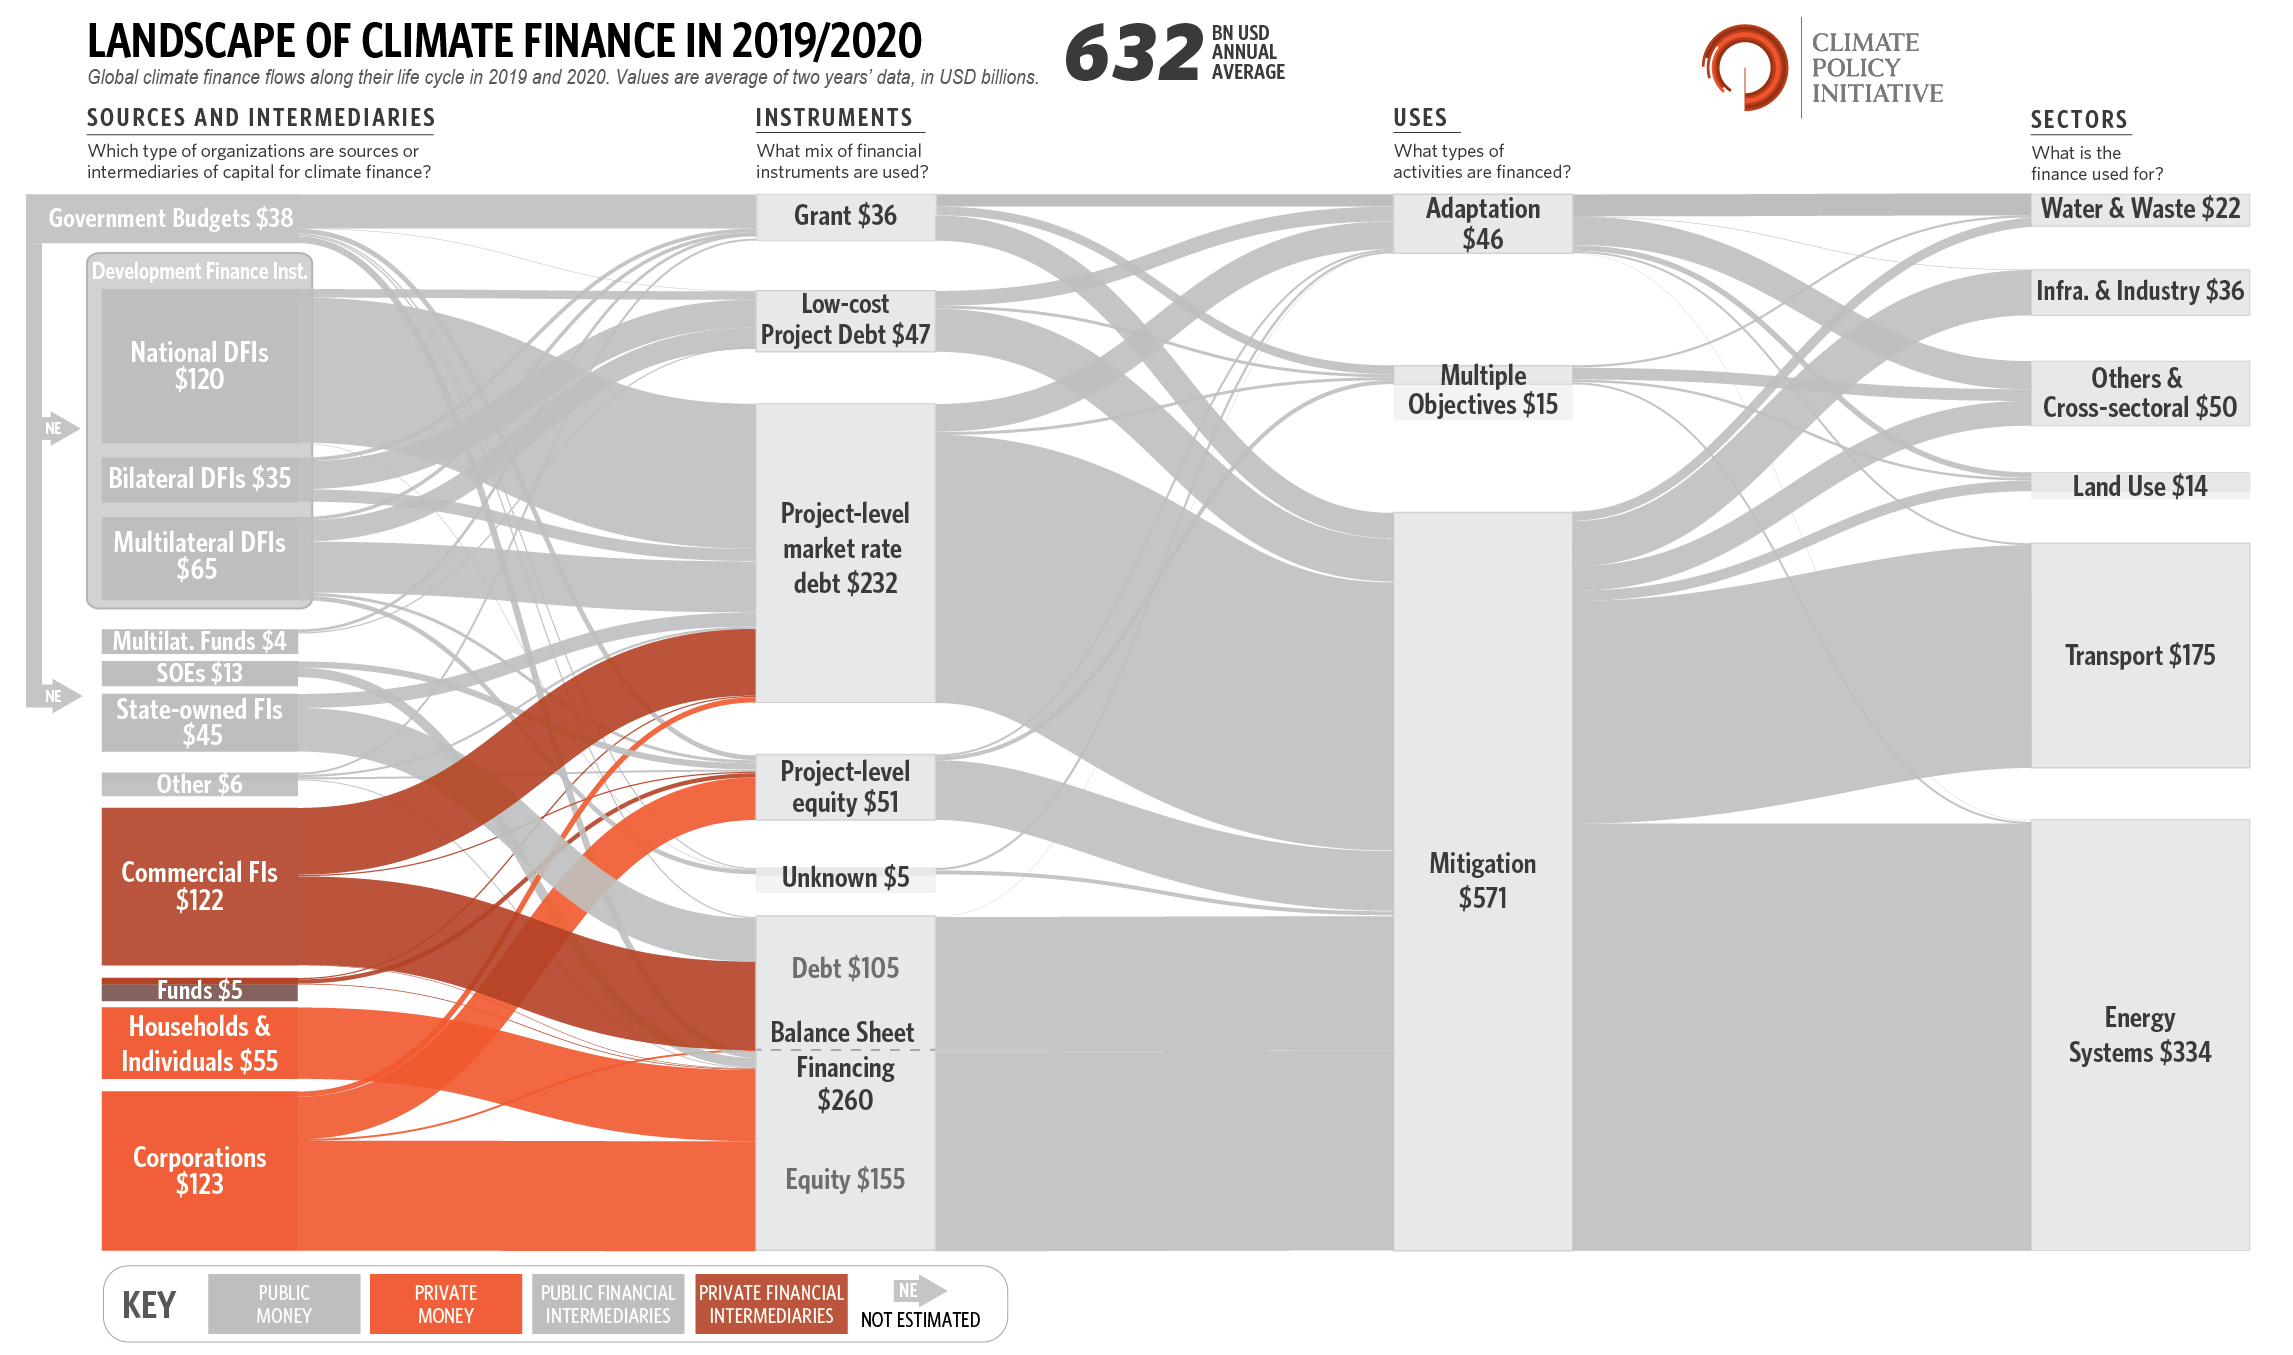 LANDSCAPE OF CLIMATE FINANCE IN 2019/2020
Global climate finance flows along their life cycle in 2019 and 2020. Values are average of two years' data, in USD billions.
632
BN USD
ANNUAL
AVERAGE
CLIMATE
POLICY
INITIATIVE
SOURCES AND INTERMEDIARIES
Which type of organizations are sources or
intermediaries of capital for climate finance?
INSTRUMENTS
What mix of financial
instruments are used?
USES
What types of
activities are financed?
SECTORS
What is the
finance used for?
Government Budgets $38
Development Finance Inst.
National DFIs
$120
NE
Bilateral DFIs $35
Multilateral DFIs
$65
Multilat. Funds $4
SOEs $13
NE
State-owned FIs
$45
Other $6
Commercial FIs
$122
Funds $5
Households &
Individuals $55
Corporations
$123
Grant $36
Low-cost
Project Debt $47
Project-level
market rate
debt $232
Project-level
equity $51
Unknown $5
Debt $105
Balance Sheet
Financing
$260
Equity $155
Adaptation
$46
Multiple
Objectives $15
Mitigation
$571
Water & Waste $22
Infra. & Industry $36
Others &
Cross-sectoral $50
Land Use $14
Transport $175
Energy
Systems $334
KEY
PUBLIC
MONEY
PRIVATE
MONEY
PUBLIC FINANCIAL
INTERMEDIARIES
PRIVATE FINANCIAL
INTERMEDIARIES
NE
NOT ESTIMATED